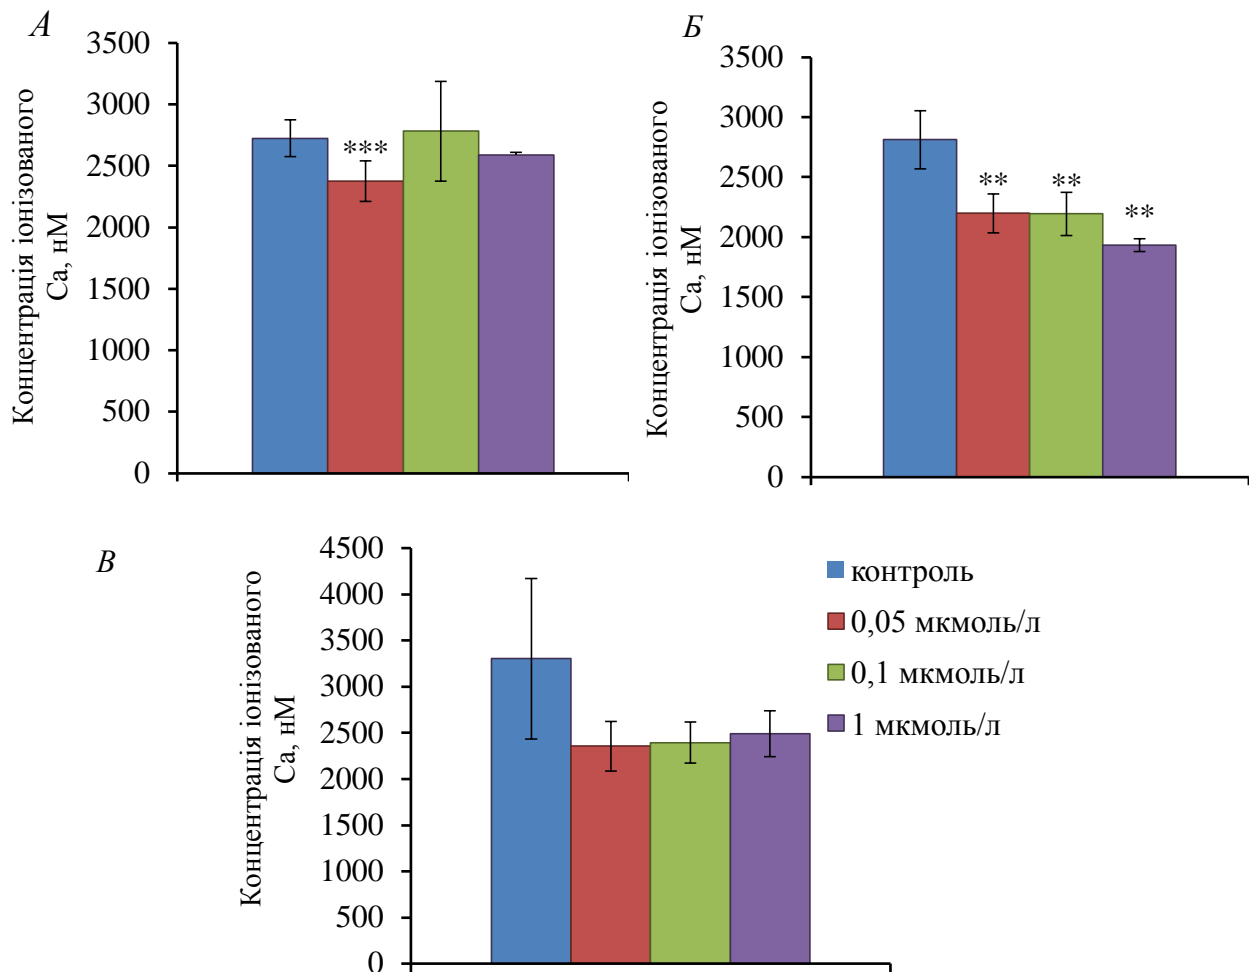 А
Концентрація іонізованого
Са, нМ
3500
3000
2500
2000
1500
1000
500
0
***
Б
Концентрація іонізованого
Са, нМ
3500
3000
2500
2000
1500
1000
500
0
**
**
**
В
Концентрація іонізованого
Са, нМ
4500
4000
3500
3000
2500
2000
1500
1000
500
0
контроль
0,05 мкмоль/л
0,1 мкмоль/л
1 мкмоль/л